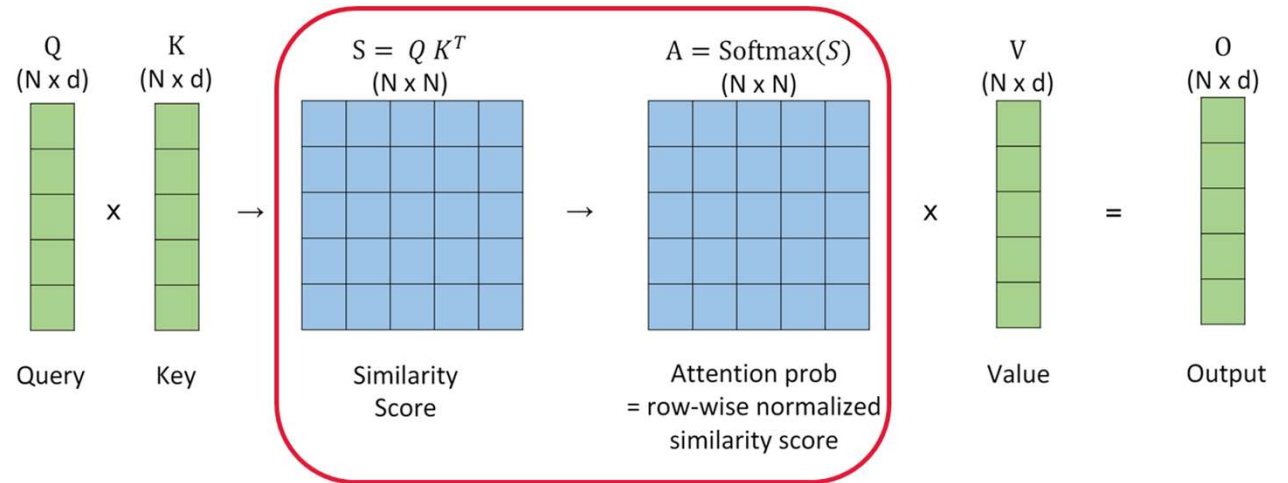 Q
(N x d)
K
(N x d)
S = Q K^T
(N x N)
A = Softmax(S)
(N x N)
V
(N x d)
O
(N x d)
x
→
→
x
=
Query
Key
Similarity
Score
Attention prob
= row-wise normalized
similarity score
Value
Output